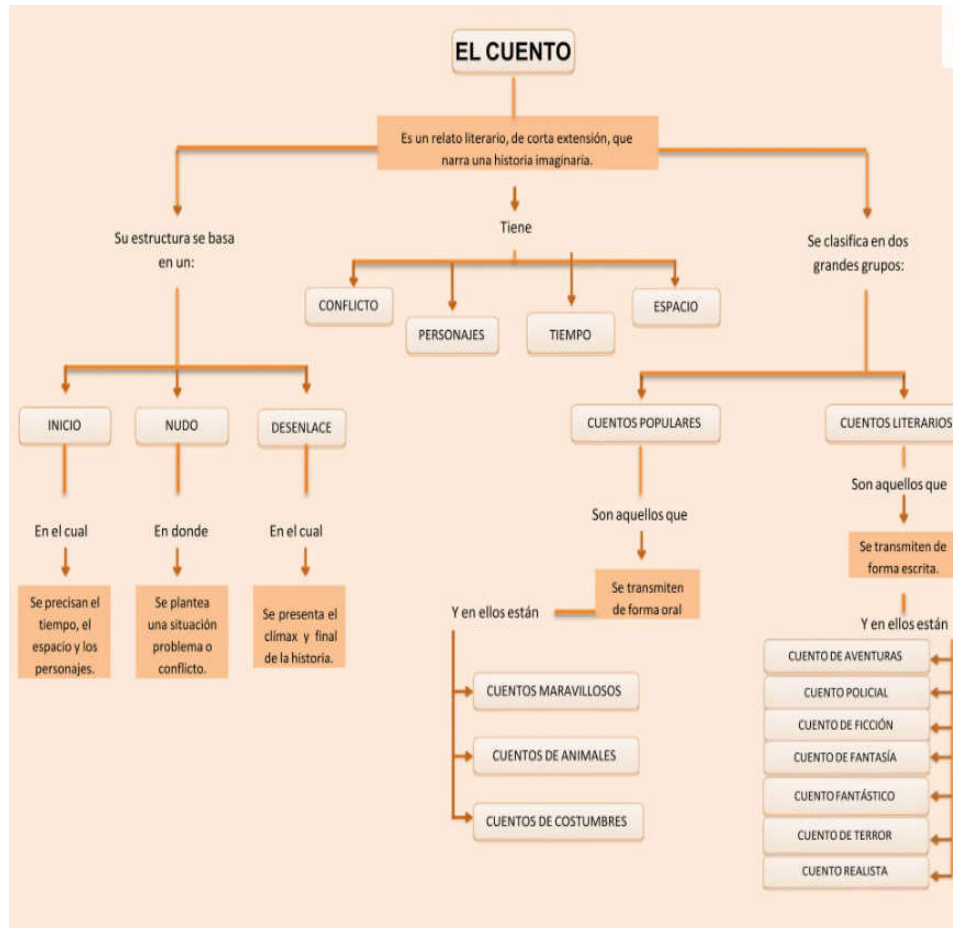 EL CUENTO
Es un relato literario, de corta extensión, que
narra una historia imaginaria.
Su estructura se basa
en un:
Tiene
Se clasifica en dos
grandes grupos:
CONFLICTO
PERSONAJES
TIEMPO
ESPACIO
INICIO
NUDO
DESENLACE
CUENTOS POPULARES
CUENTOS LITERARIOS
En el cual
En donde
En el cual
Son aquellos que
Son aquellos que
Se precisan el
tiempo, el
espacio y los
personajes.
Se plantea
una situación
problema o
conflicto.
Se presenta el
clímax y final
de la historia.
Se transmiten
de forma oral
Se transmiten de
forma escrita.
Y en ellos están
CUENTOS MARAVILLOSOS
CUENTOS DE ANIMALES
CUENTOS DE COSTUMBRES
Y en ellos están
CUENTO DE AVENTURAS
CUENTO POLICIAL
CUENTO DE FICCIÓN
CUENTO DE FANTASÍA
CUENTO FANTÁSTICO
CUENTO DE TERROR
CUENTO REALISTA